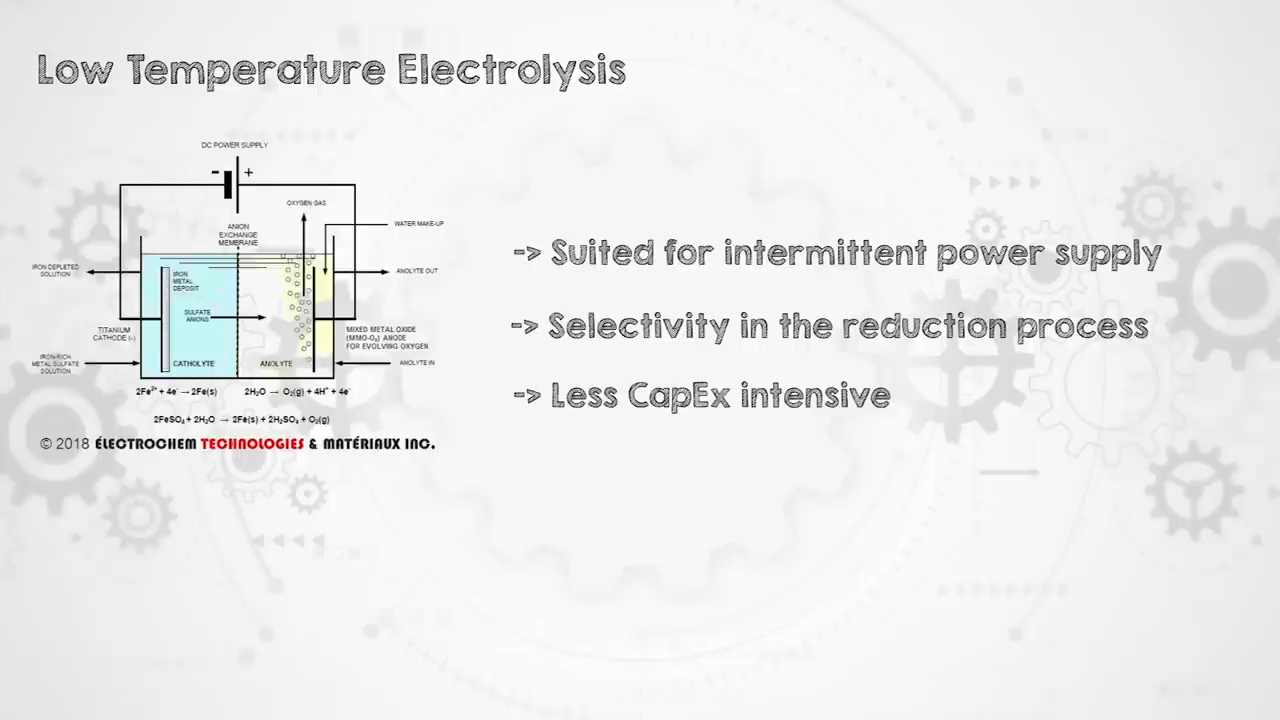 Low Temperature Electrolysis
DC POWER SUPPLY
- +
OXYGEN GAS
WATER MAKE-UP
ANION
EXCHANGE
MEMBRANE
IRON DEPLETED
SOLUTION
IRON
METAL
DEPOSIT
ANOLYTE OUT
SULFATE
ANIONS
TITANIUM
CATHODE (-)
MIXED METAL OXIDE
(MMO-O₂) ANODE
FOR EVOLVING OXYGEN
IRON-RICH
METAL SULFATE
SOLUTION
CATHOLYTE
ANOLYTE
ANOLYTE IN
2Fe²⁺ + 4e⁻ → 2Fe(s) 2H₂O → O₂(g) + 4H⁺ + 4e⁻
2FeSO₄ + 2H₂O → 2Fe(s) + 2H₂SO₄ + O₂(g)
© 2018 ÉLECTROCHEM TECHNOLOGIES & MATÉRIAUX INC.
-> Suited for intermittent power supply
-> Selectivity in the reduction process
-> Less CapEx intensive